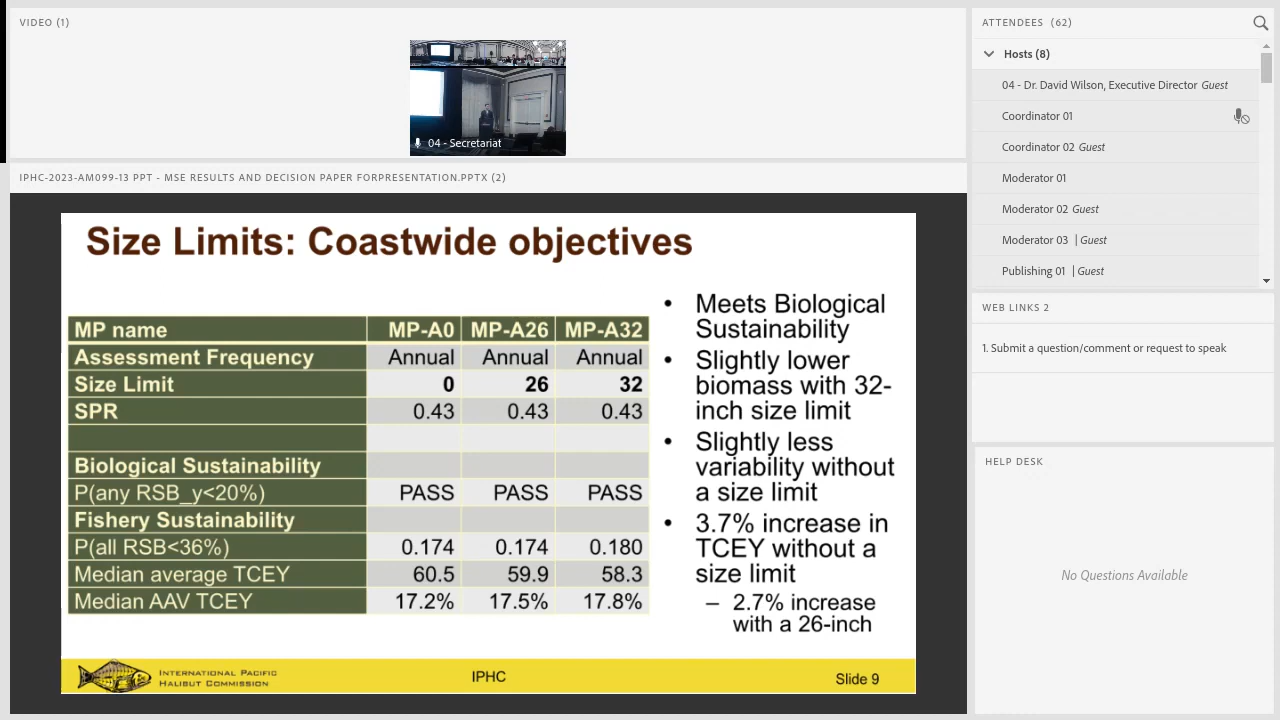 VIDEO (1)
04 - Secretariat
IPHC-2023-AM099-13 PPT - MSE RESULTS AND DECISION PAPER FORPRESENTATION.PPTX (2)
Size Limits: Coastwide objectives
MP name MP-A0 MP-A26 MP-A32
Assessment Frequency Annual Annual Annual
Size Limit 0 26 32
SPR 0.43 0.43 0.43
Biological Sustainability
P(any RSB_y<20%) PASS PASS PASS
Fishery Sustainability
P(all RSB<36%) 0.174 0.174 0.180
Median average TCEY 60.5 59.9 58.3
Median AAV TCEY 17.2% 17.5% 17.8%
• Meets Biological
Sustainability
• Slightly lower
biomass with 32-
inch size limit
• Slightly less
variability without
a size limit
• 3.7% increase in
TCEY without a
size limit
– 2.7% increase
with a 26-inch
INTERNATIONAL PACIFIC
HALIBUT COMMISSION
IPHC
Slide 9
ATTENDEES (62)
Hosts (8)
04 - Dr. David Wilson, Executive Director Guest
Coordinator 01
Coordinator 02 Guest
Moderator 01
Moderator 02 Guest
Moderator 03 | Guest
Publishing 01 | Guest
WEB LINKS 2
1. Submit a question/comment or request to speak
HELP DESK
No Questions Available